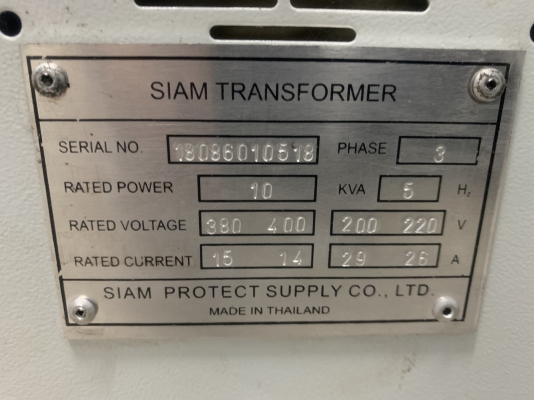 SIAM TRANSFORMER
SERIAL NO. 18086010518 PHASE 3
RATED POWER 10 KVA 5 Hz
RATED VOLTAGE 380 400 200 220 V
RATED CURRENT 15 14 29 26 A
SIAM PROTECT SUPPLY CO., LTD.
MADE IN THAILAND